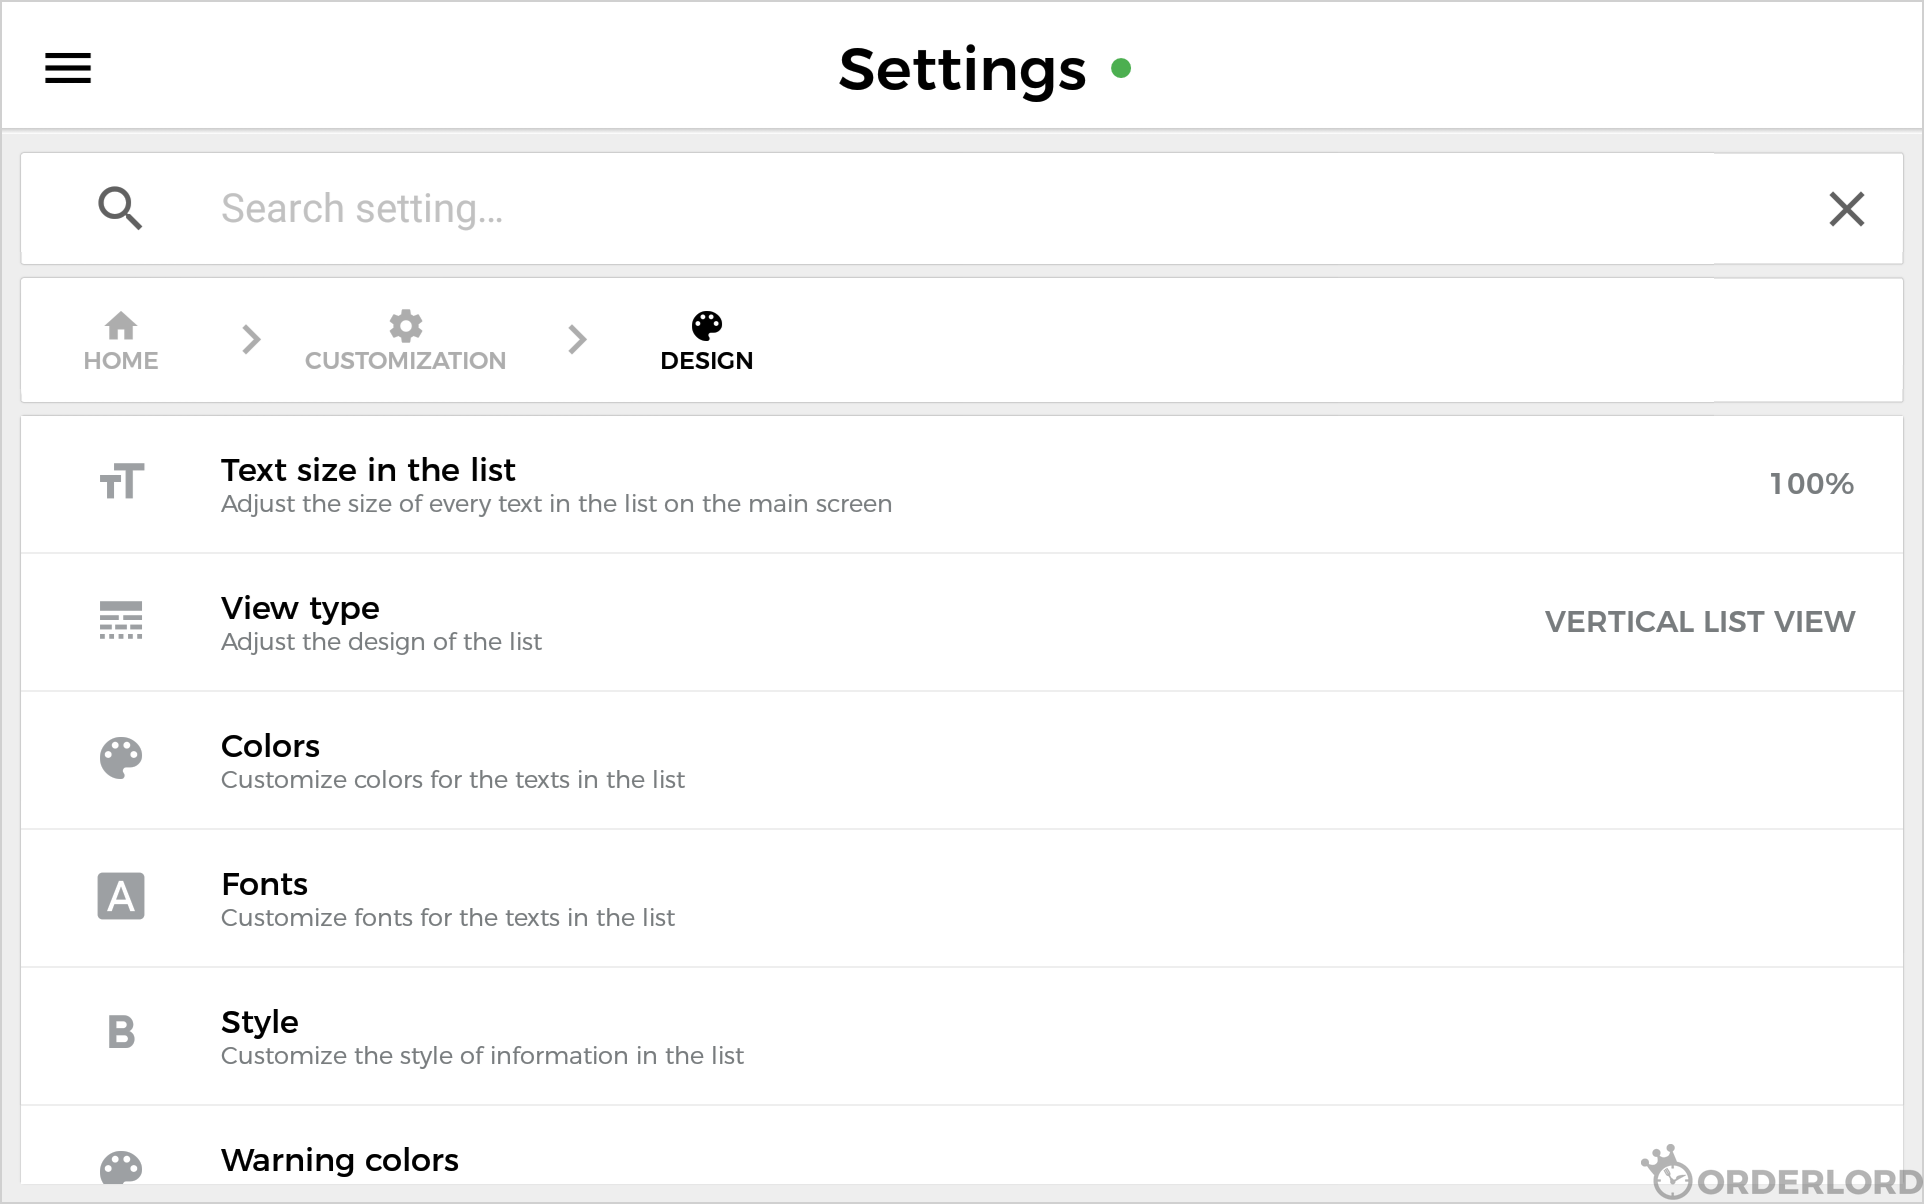 Settings
Search setting...
HOME
CUSTOMIZATION
DESIGN
Text size in the list
Adjust the size of every text in the list on the main screen
100%
View type
Adjust the design of the list
VERTICAL LIST VIEW
Colors
Customize colors for the texts in the list
A
Fonts
Customize fonts for the texts in the list
B
Style
Customize the style of information in the list
Warning colors
ORDERLORD